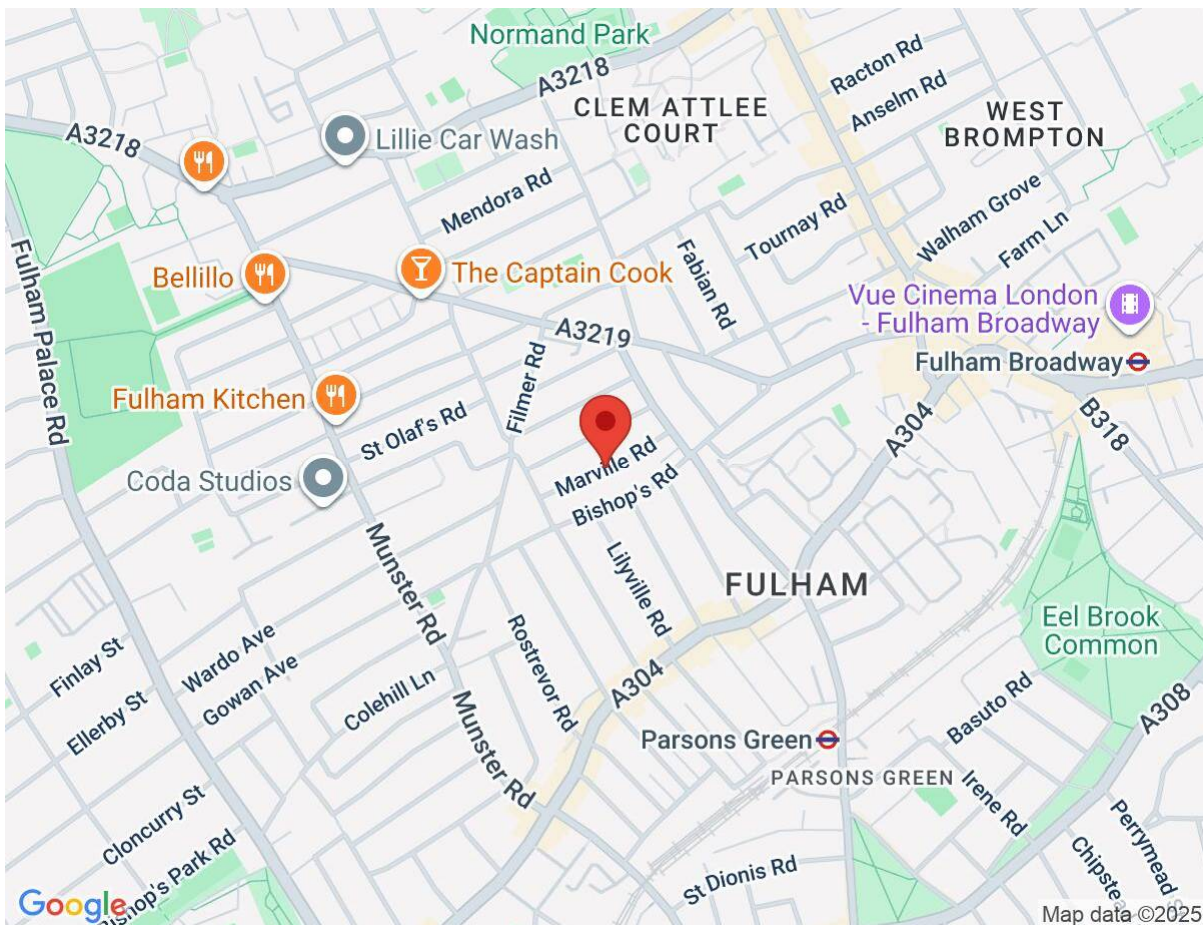 Normand Park
A3218
CLEM ATTLEE
COURT
Racton Rd
Anselm Rd
WEST
BROMPTON
A3218
Lillie Car Wash
Mendora Rd
Tournay Rd
Walham Grove
Farm Ln
Fulham Palace Rd
Bellillo
The Captain Cook
Fabian Rd
Vue Cinema London
- Fulham Broadway
A3219
Fulham Broadway
Filmer Rd
Fulham Kitchen
St Olaf's Rd
A304
B318
Marville Rd
Bishop's Rd
Coda Studios
Munster Rd
Lilyville Rd
FULHAM
Eel Brook
Common
Rostrevor Rd
Finlay St
Wardo Ave
Ellerby St
Gowan Ave
Colehill Ln
A304
Basuto Rd
A308
Munster Rd
Parsons Green
PARSONS GREEN
Irene Rd
Cloncurry St
Bishop's Park Rd
St Dionis Rd
Perrymead S
Chipste
Google
Map data ©2025